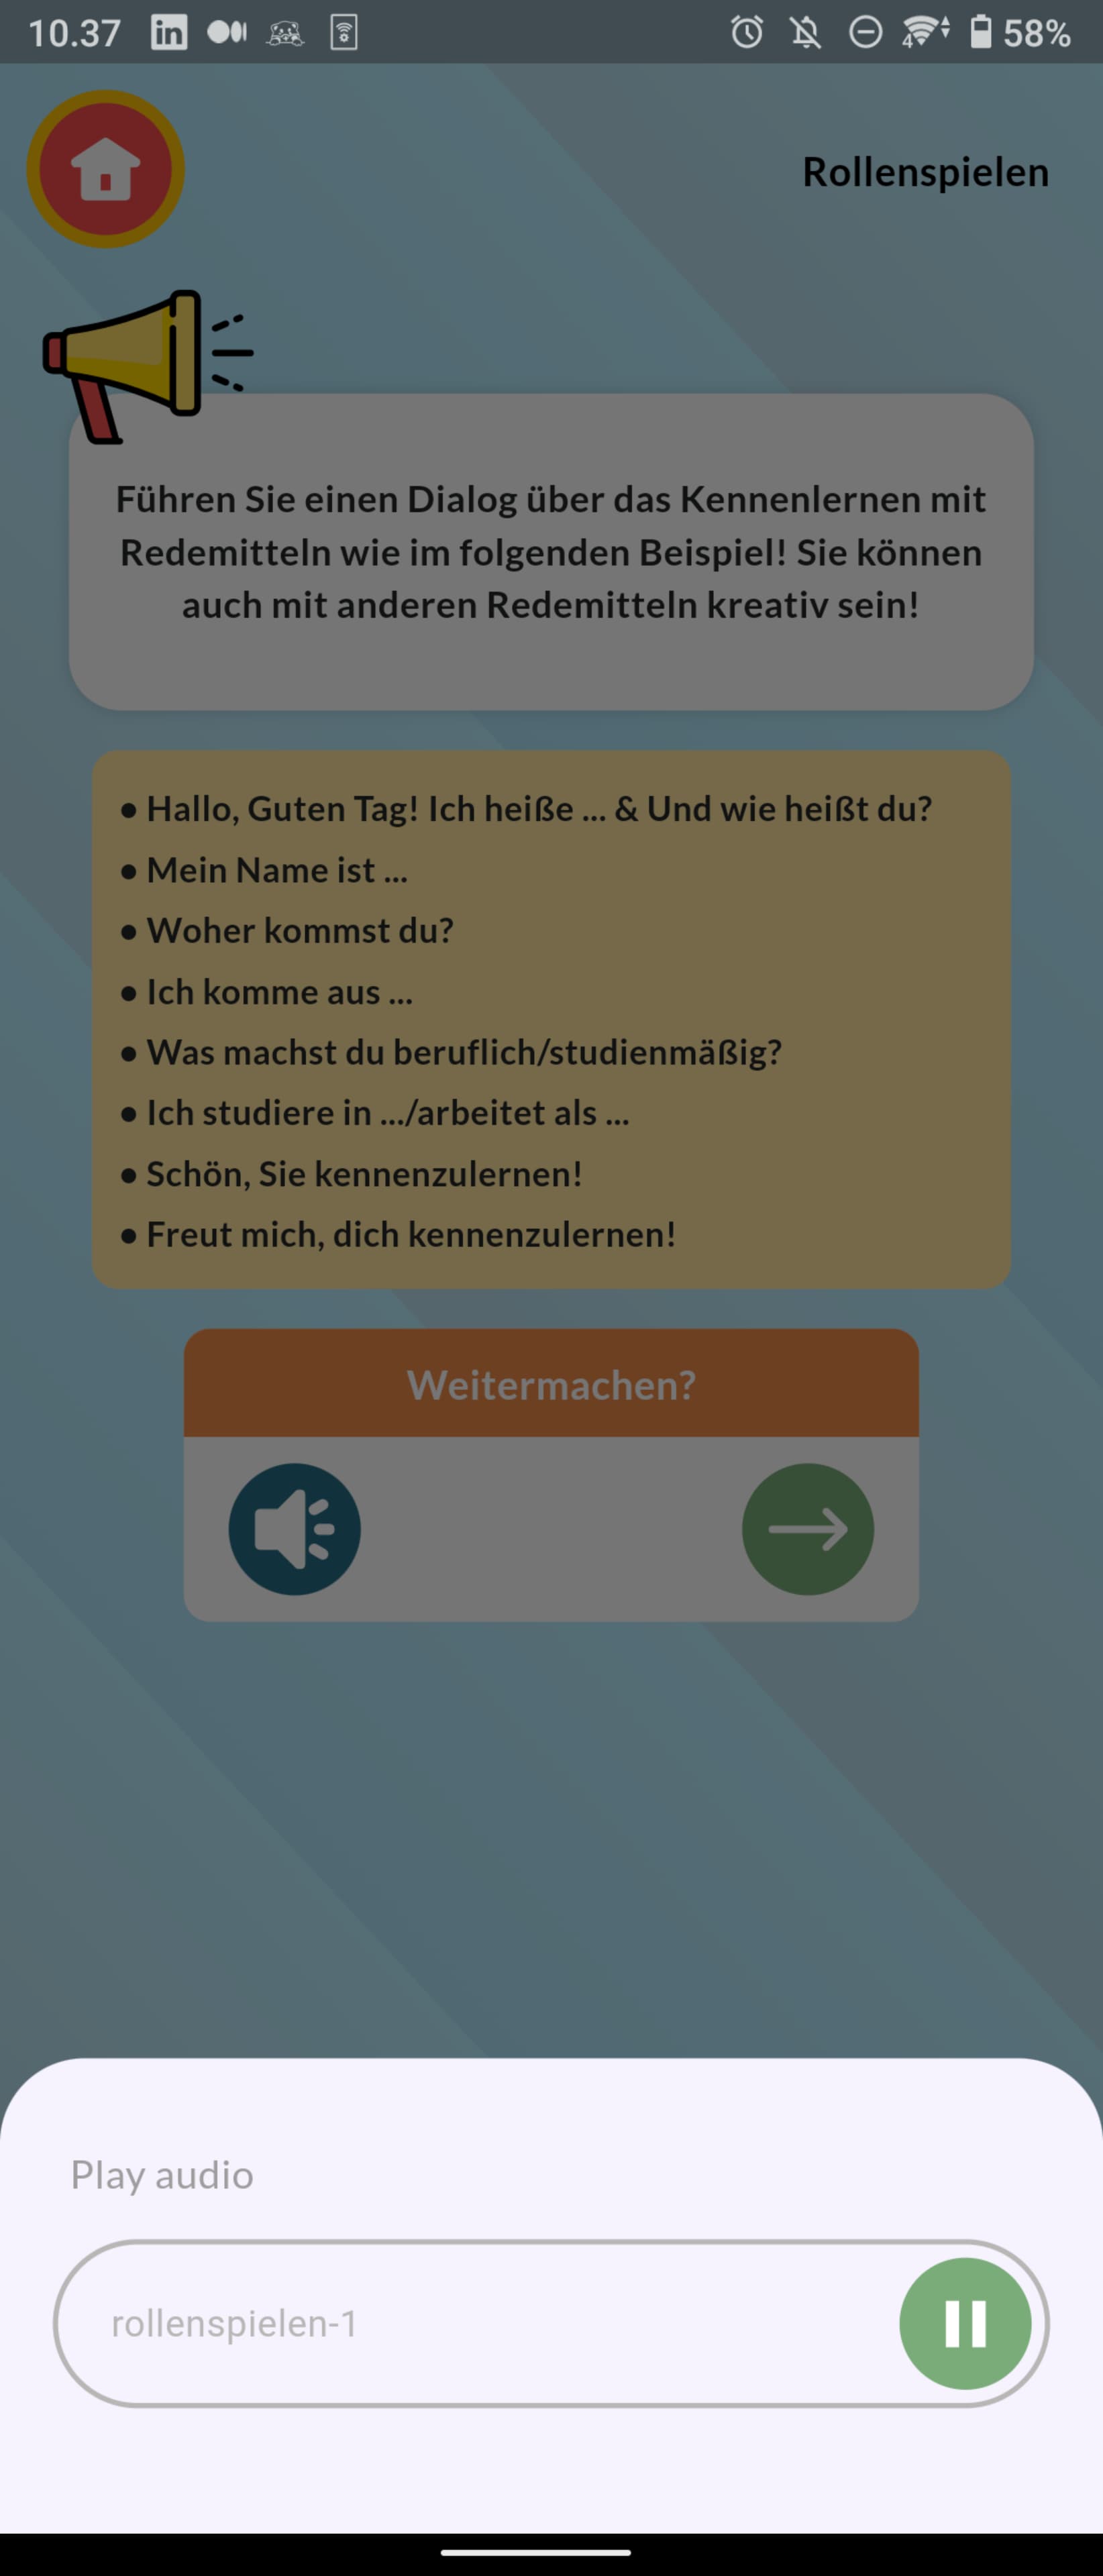 10.37
58%
Rollenspielen
Führen Sie einen Dialog über das Kennenlernen mit
Redemitteln wie im folgenden Beispiel! Sie können
auch mit anderen Redemitteln kreativ sein!
● Hallo, Guten Tag! Ich heiße ... & Und wie heißt du?
● Mein Name ist ...
● Woher kommst du?
● Ich komme aus ...
● Was machst du beruflich/studienmäßig?
● Ich studiere in .../arbeitet als ...
● Schön, Sie kennenzulernen!
● Freut mich, dich kennenzulernen!
Weitermachen?
Play audio
rollenspielen-1